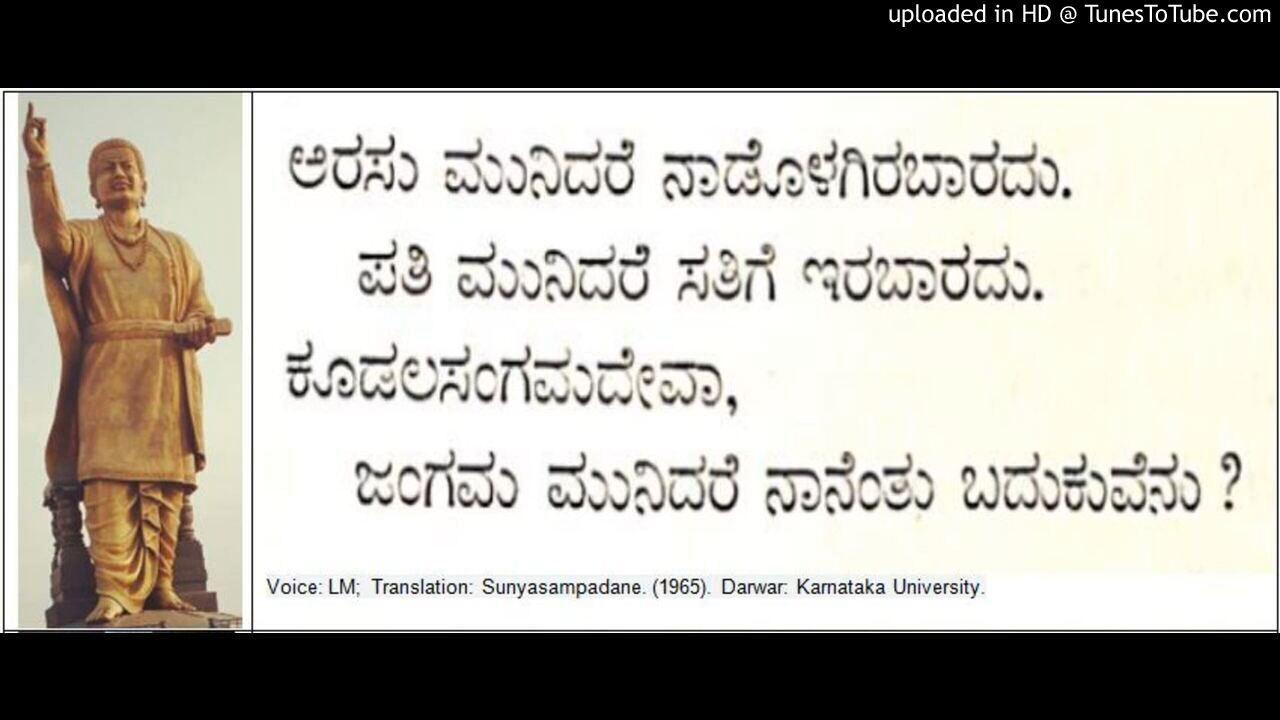 uploaded in HD @ TunesToTube.com
ಅರಸು ಮುನಿದರೆ ನಾಡೊಳಗಿರಬಾರದು.
ಪತಿ ಮುನಿದರೆ ಸತಿಗೆ ಇರಬಾರದು.
ಕೂಡಲಸಂಗಮದೇವಾ,
ಜಂಗಮ ಮುನಿದರೆ ನಾನೆಂತು ಬದುಕುವೆನು ?
Voice: LM; Translation: Sunyasampadane. (1965). Darwar: Karnataka University.